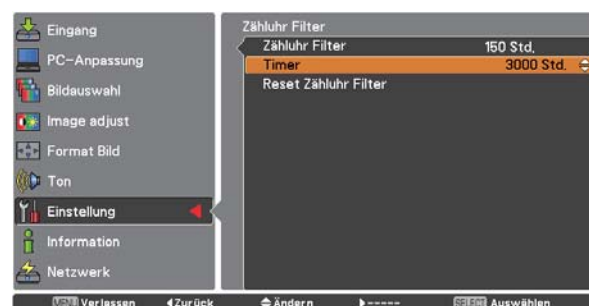 Eingang
PC-Anpassung
Bildauswahl
Image adjust
Format Bild
Ton
Einstellung
Information
Netzwerk
Zähluhr Filter
Zähluhr Filter 150 Std.
Timer 3000 Std.
Reset Zähluhr Filter
MENU Verlassen Zurück Ändern ----- SELECT Auswählen